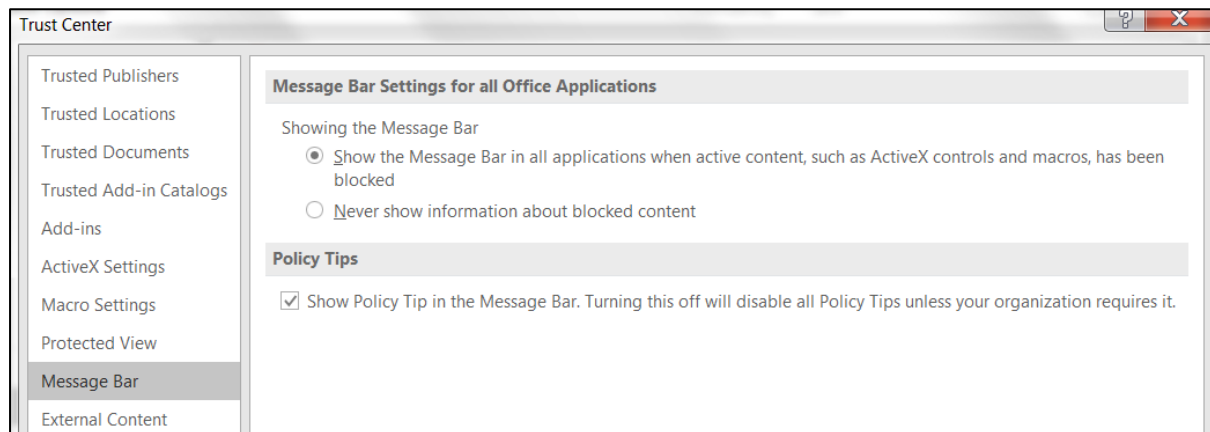 Trust Center
Trusted Publishers
Trusted Locations
Trusted Documents
Trusted Add-in Catalogs
Add-ins
ActiveX Settings
Macro Settings
Protected View
Message Bar
External Content
Message Bar Settings for all Office Applications
Showing the Message Bar
Show the Message Bar in all applications when active content, such as ActiveX controls and macros, has been
blocked
Never show information about blocked content
Policy Tips
Show Policy Tip in the Message Bar. Turning this off will disable all Policy Tips unless your organization requires it.